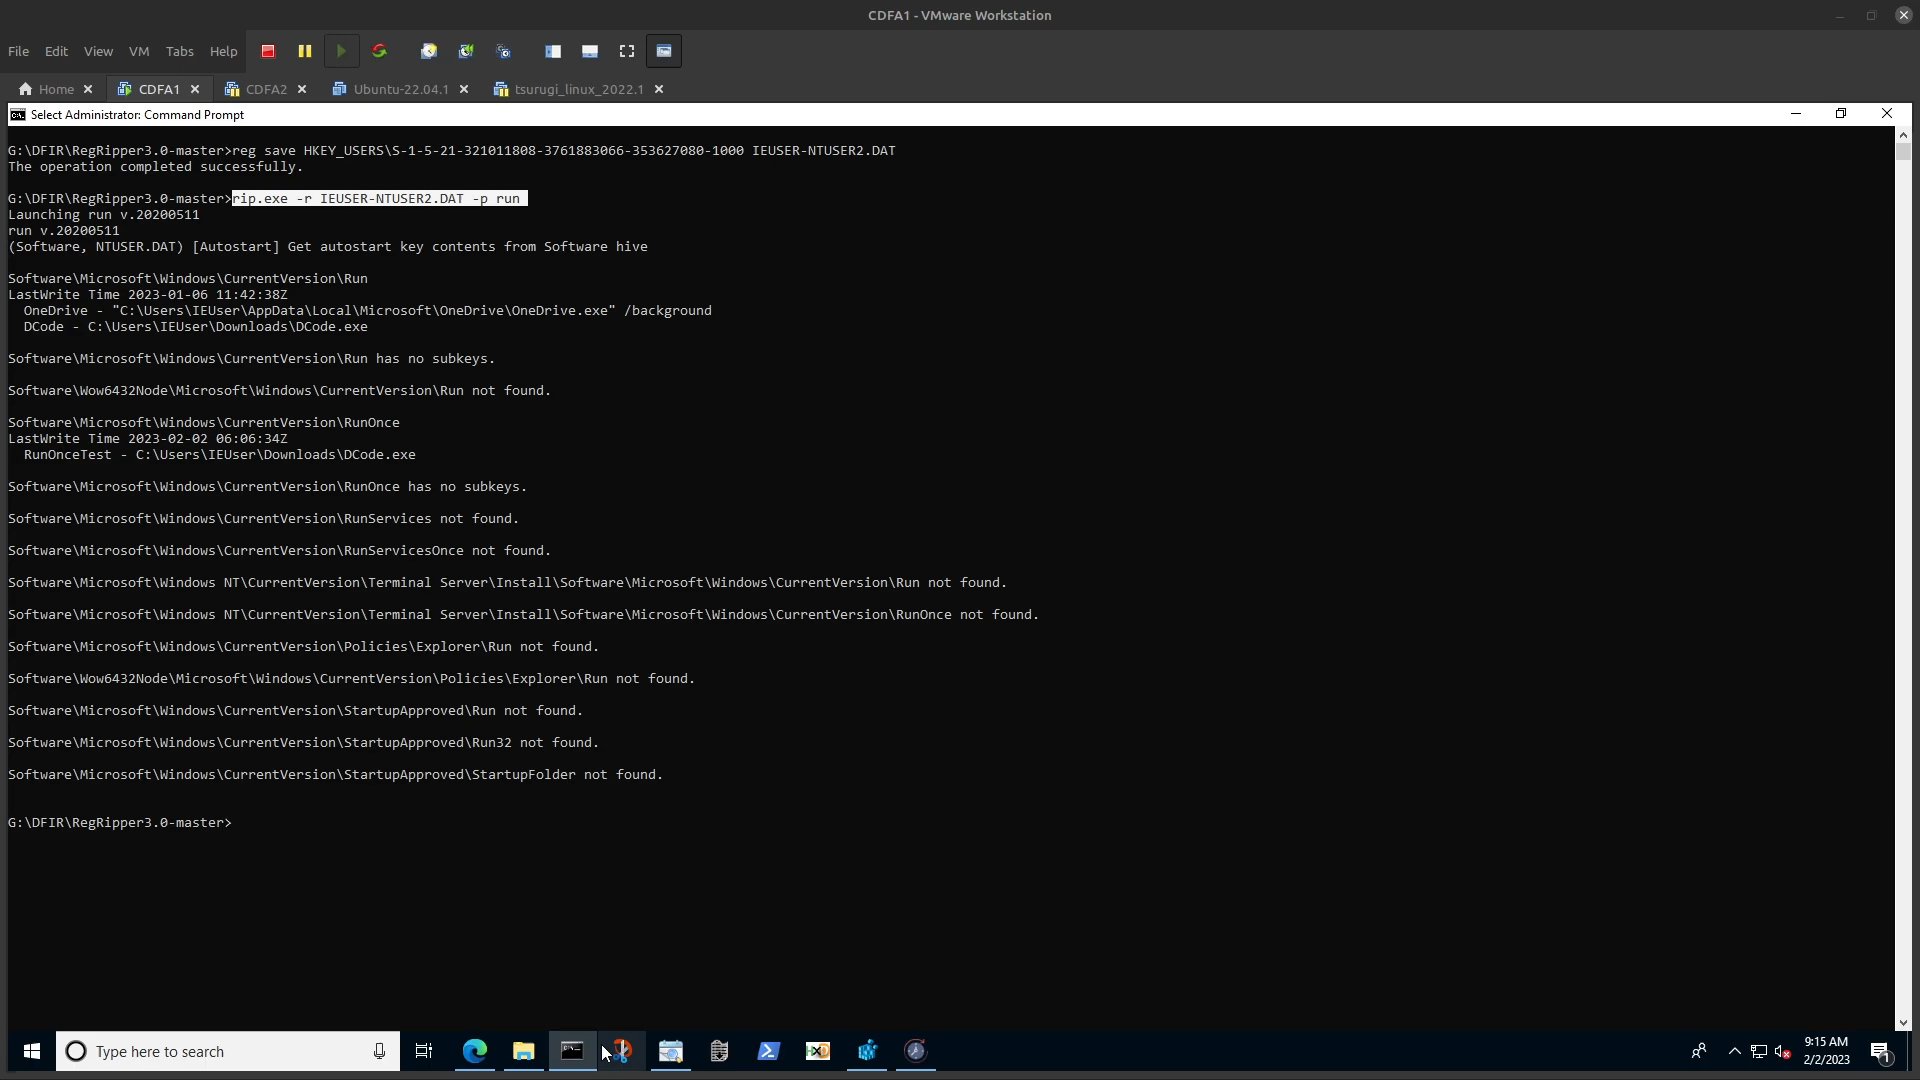 CDFA1 - VMware Workstation
File Edit View VM Tabs Help
Home CDFA1 CDFA2 Ubuntu-22.04.1 tsurugi_linux_2022.1
Select Administrator: Command Prompt
G:\DFIR\RegRipper3.0-master>reg save HKEY_USERS\S-1-5-21-321011808-3761883066-353627080-1000 IEUSER-NTUSER2.DAT
The operation completed successfully.
G:\DFIR\RegRipper3.0-master>rip.exe -r IEUSER-NTUSER2.DAT -p run
Launching run v.20200511
run v.20200511
(Software, NTUSER.DAT) [Autostart] Get autostart key contents from Software hive
Software\Microsoft\Windows\CurrentVersion\Run
LastWrite Time 2023-01-06 11:42:38Z
OneDrive - "C:\Users\IEUser\AppData\Local\Microsoft\OneDrive\OneDrive.exe" /background
DCode - C:\Users\IEUser\Downloads\DCode.exe
Software\Microsoft\Windows\CurrentVersion\Run has no subkeys.
Software\Wow6432Node\Microsoft\Windows\CurrentVersion\Run not found.
Software\Microsoft\Windows\CurrentVersion\RunOnce
LastWrite Time 2023-02-02 06:06:34Z
RunOnceTest - C:\Users\IEUser\Downloads\DCode.exe
Software\Microsoft\Windows\CurrentVersion\RunOnce has no subkeys.
Software\Microsoft\Windows\CurrentVersion\RunServices not found.
Software\Microsoft\Windows\CurrentVersion\RunServicesOnce not found.
Software\Microsoft\Windows NT\CurrentVersion\Terminal Server\Install\Software\Microsoft\Windows\CurrentVersion\Run not found.
Software\Microsoft\Windows NT\CurrentVersion\Terminal Server\Install\Software\Microsoft\Windows\CurrentVersion\RunOnce not found.
Software\Microsoft\Windows\CurrentVersion\Policies\Explorer\Run not found.
Software\Wow6432Node\Microsoft\Windows\CurrentVersion\Policies\Explorer\Run not found.
Software\Microsoft\Windows\CurrentVersion\StartupApproved\Run not found.
Software\Microsoft\Windows\CurrentVersion\StartupApproved\Run32 not found.
Software\Microsoft\Windows\CurrentVersion\StartupApproved\StartupFolder not found.
G:\DFIR\RegRipper3.0-master>
Type here to search
9:15 AM
2/2/2023
1